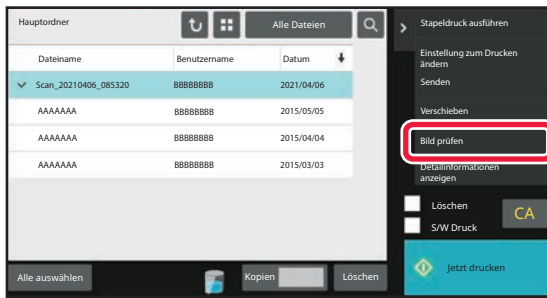 Hauptordner
Alle Dateien
Dateiname Benutzername Datum
Scan_20210406_085320 BBBBBBBB 2021/04/06
AAAAAAA BBBBBBBB 2015/05/05
AAAAAAA BBBBBBBB 2015/04/04
AAAAAAA BBBBBBBB 2015/03/03
Alle auswählen
Kopien
Löschen
Stapeldruck ausführen
Einstellung zum Drucken
ändern
Senden
Verschieben
Bild prüfen
Detailinformationen
anzeigen
Löschen
S/W Druck
CA
Jetzt drucken